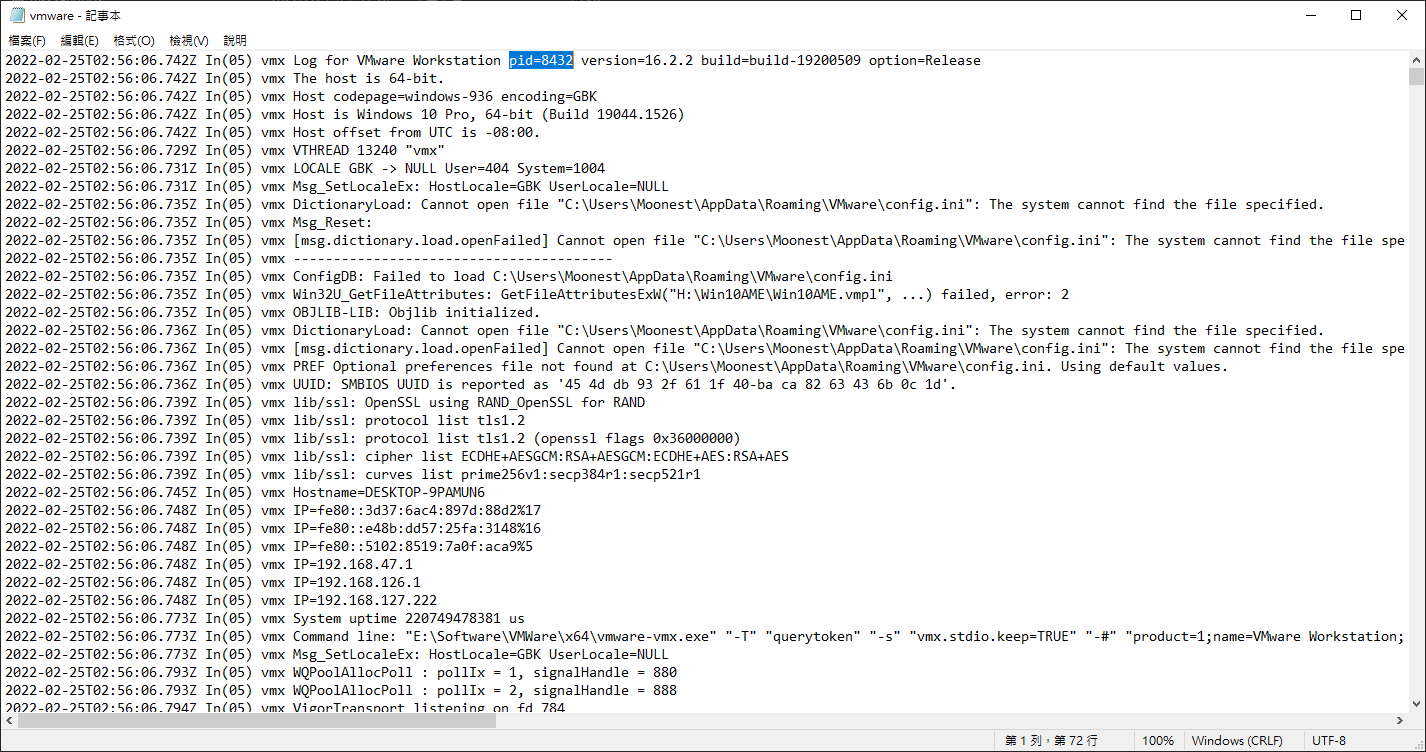 vmware - 記事本
檔案(F) 編輯(E) 格式(O) 檢視(V) 說明
2022-02-25T02:56:06.742Z In(05) vmx Log for VMware Workstation pid=8432 version=16.2.2 build=build-19200509 option=Release
2022-02-25T02:56:06.742Z In(05) vmx The host is 64-bit.
2022-02-25T02:56:06.742Z In(05) vmx Host codepage=windows-936 encoding=GBK
2022-02-25T02:56:06.742Z In(05) vmx Host is Windows 10 Pro, 64-bit (Build 19044.1526)
2022-02-25T02:56:06.742Z In(05) vmx Host offset from UTC is -08:00.
2022-02-25T02:56:06.729Z In(05) vmx VTHREAD 13240 "vmx"
2022-02-25T02:56:06.731Z In(05) vmx LOCALE GBK -> NULL User=404 System=1004
2022-02-25T02:56:06.731Z In(05) vmx Msg_SetLocaleEx: HostLocale=GBK UserLocale=NULL
2022-02-25T02:56:06.735Z In(05) vmx DictionaryLoad: Cannot open file "C:\Users\Moonest\AppData\Roaming\VMware\config.ini": The system cannot find the file specified.
2022-02-25T02:56:06.735Z In(05) vmx Msg_Reset:
2022-02-25T02:56:06.735Z In(05) vmx [msg.dictionary.load.openFailed] Cannot open file "C:\Users\Moonest\AppData\Roaming\VMware\config.ini": The system cannot find the file spe
2022-02-25T02:56:06.735Z In(05) vmx ----------------------------------------
2022-02-25T02:56:06.735Z In(05) vmx ConfigDB: Failed to load C:\Users\Moonest\AppData\Roaming\VMware\config.ini
2022-02-25T02:56:06.735Z In(05) vmx Win32U_GetFileAttributes: GetFileAttributesExW("H:\Win10AME\Win10AME.vmpl", ...) failed, error: 2
2022-02-25T02:56:06.735Z In(05) vmx OBJLIB-LIB: Objlib initialized.
2022-02-25T02:56:06.736Z In(05) vmx DictionaryLoad: Cannot open file "C:\Users\Moonest\AppData\Roaming\VMware\config.ini": The system cannot find the file specified.
2022-02-25T02:56:06.736Z In(05) vmx [msg.dictionary.load.openFailed] Cannot open file "C:\Users\Moonest\AppData\Roaming\VMware\config.ini": The system cannot find the file spe
2022-02-25T02:56:06.736Z In(05) vmx PREF Optional preferences file not found at C:\Users\Moonest\AppData\Roaming\VMware\config.ini. Using default values.
2022-02-25T02:56:06.736Z In(05) vmx UUID: SMBIOS UUID is reported as '45 4d db 93 2f 61 1f 40-ba ca 82 63 43 6b 0c 1d'.
2022-02-25T02:56:06.739Z In(05) vmx lib/ssl: OpenSSL using RAND_OpenSSL for RAND
2022-02-25T02:56:06.739Z In(05) vmx lib/ssl: protocol list tls1.2
2022-02-25T02:56:06.739Z In(05) vmx lib/ssl: protocol list tls1.2 (openssl flags 0x36000000)
2022-02-25T02:56:06.739Z In(05) vmx lib/ssl: cipher list ECDHE+AESGCM:RSA+AESGCM:ECDHE+AES:RSA+AES
2022-02-25T02:56:06.739Z In(05) vmx lib/ssl: curves list prime256v1:secp384r1:secp521r1
2022-02-25T02:56:06.745Z In(05) vmx Hostname=DESKTOP-9PAMUN6
2022-02-25T02:56:06.748Z In(05) vmx IP=fe80::3d37:6ac4:897d:88d2%17
2022-02-25T02:56:06.748Z In(05) vmx IP=fe80::e48b:dd57:25fa:3148%16
2022-02-25T02:56:06.748Z In(05) vmx IP=fe80::5102:8519:7a0f:aca9%5
2022-02-25T02:56:06.748Z In(05) vmx IP=192.168.47.1
2022-02-25T02:56:06.748Z In(05) vmx IP=192.168.126.1
2022-02-25T02:56:06.748Z In(05) vmx IP=192.168.127.222
2022-02-25T02:56:06.773Z In(05) vmx System uptime 220749478381 us
2022-02-25T02:56:06.773Z In(05) vmx Command line: "E:\Software\VMWare\x64\vmware-vmx.exe" "-T" "querytoken" "-s" "vmx.stdio.keep=TRUE" "-#" "product=1;name=VMware Workstation;
2022-02-25T02:56:06.773Z In(05) vmx Msg_SetLocaleEx: HostLocale=GBK UserLocale=NULL
2022-02-25T02:56:06.793Z In(05) vmx WQPoolAllocPoll : pollIx = 1, signalHandle = 880
2022-02-25T02:56:06.793Z In(05) vmx WQPoolAllocPoll : pollIx = 2, signalHandle = 888
2022-02-25T02:56:06.794Z In(05) vmx VigorTransport listening on fd 784
第 1 列，第 72 行 100% Windows (CRLF) UTF-8